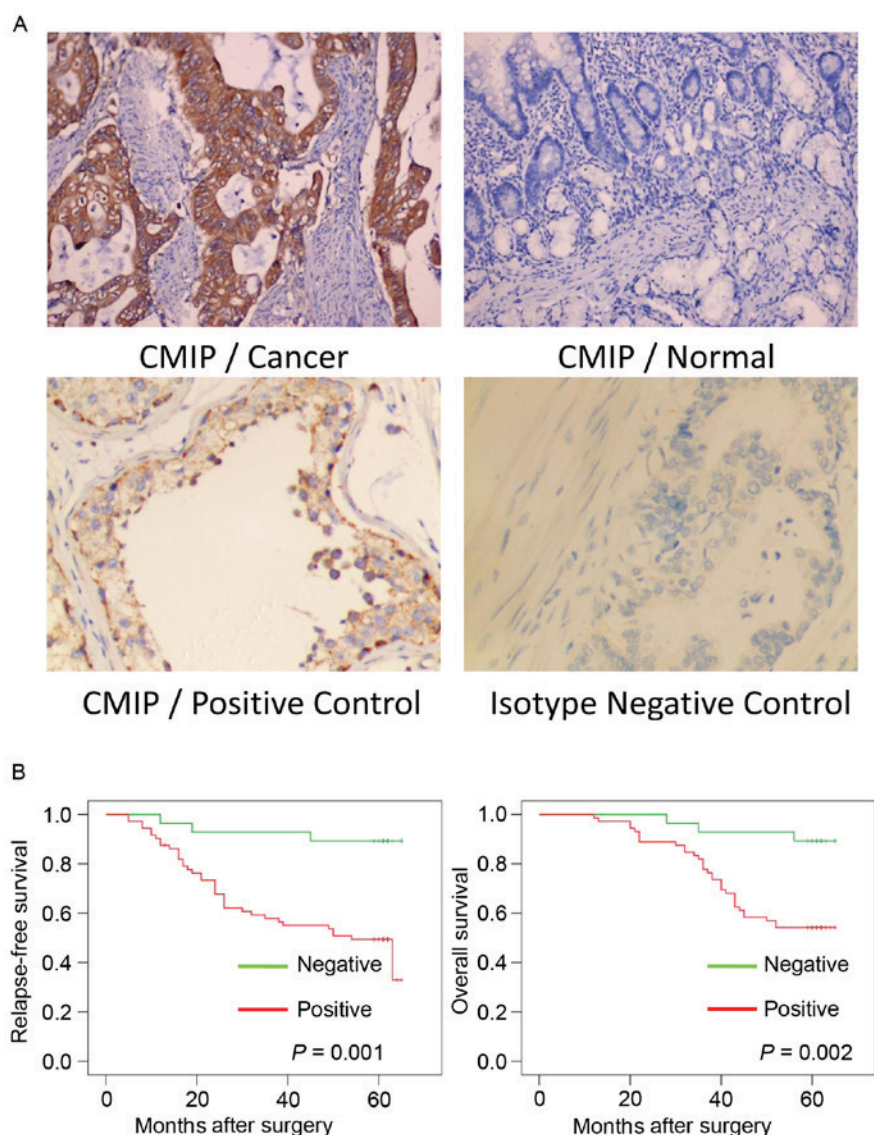 A
CMIP / Cancer
CMIP / Normal
CMIP / Positive Control
Isotype Negative Control
B
Relapse-free survival
1.0
0.8
0.6
0.4
0.2
0.0
Negative
Positive
P = 0.001
0 20 40 60
Months after surgery
Overall survival
1.0
0.8
0.6
0.4
0.2
0.0
Negative
Positive
P = 0.002
0 20 40 60
Months after surgery